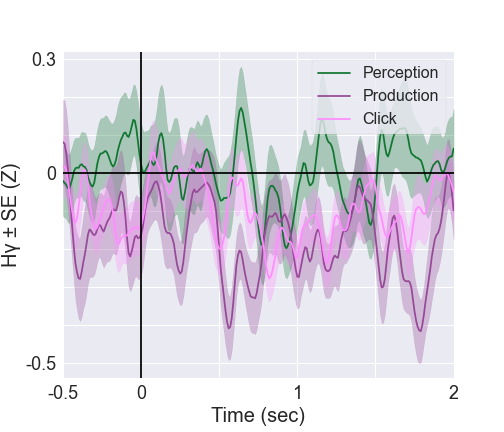 0.3
Perception
Production
Click
0
Hγ ± SE (Z)
-0.5
-0.5 0 1 2
Time (sec)